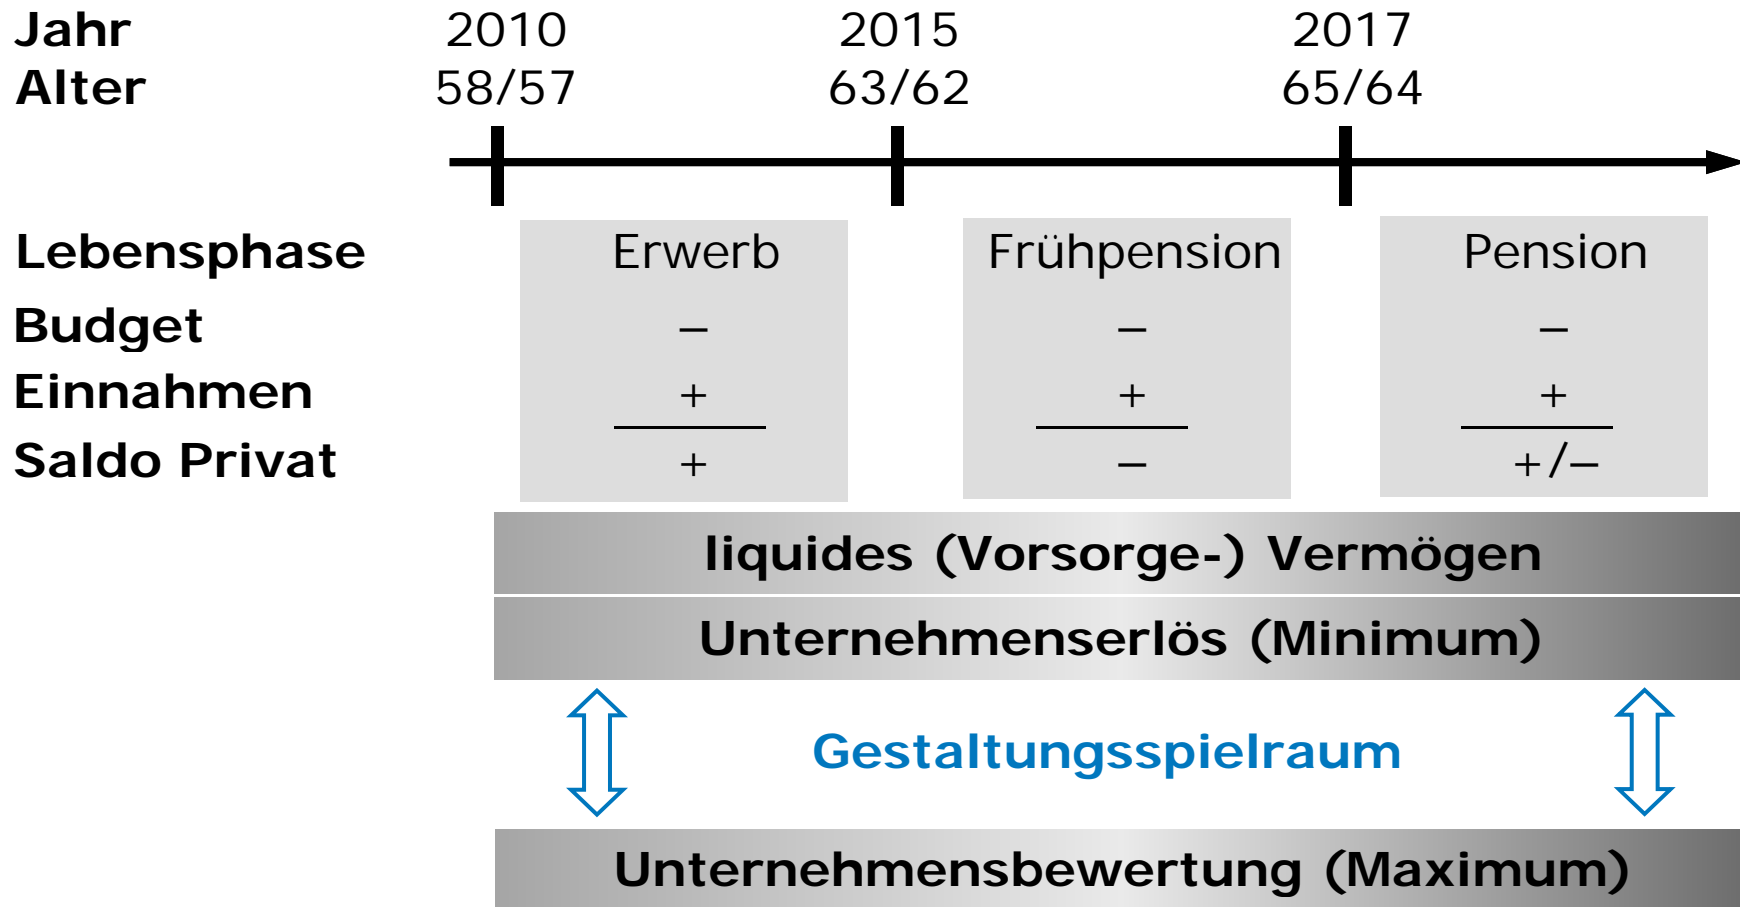 Jahr 2010 2015 2017
Alter 58/57 63/62 65/64
Lebensphase Erwerb Frühpension Pension
Budget – – –
Einnahmen + + +
Saldo Privat + – +/–
liquides (Vorsorge-) Vermögen
Unternehmenserlös (Minimum)
Gestaltungsspielraum
Unternehmensbewertung (Maximum)